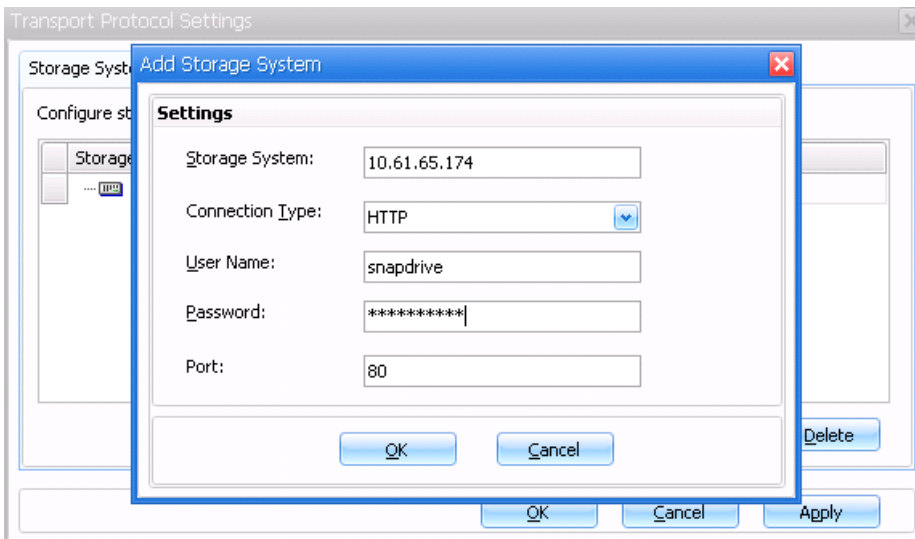 Transport Protocol Settings
Storage Syst
Add Storage System
Configure st
Settings
Storage
Storage System:
10.61.65.174
Connection Type:
HTTP
User Name:
snapdrive
Password:
**********
Port:
80
OK
Cancel
Delete
OK
Cancel
Apply